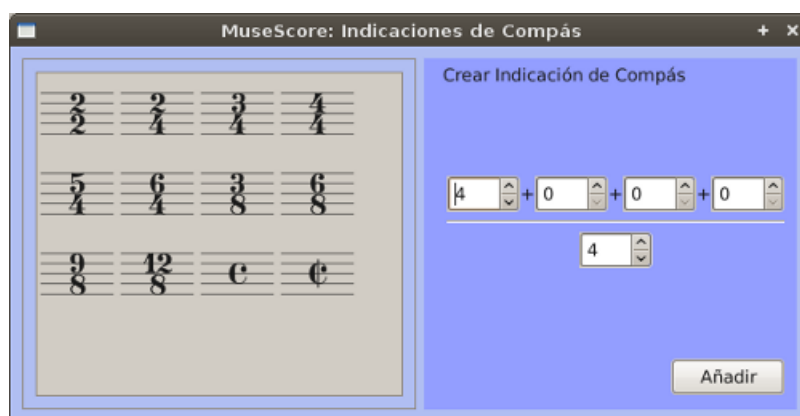 MuseScore: Indicaciones de Compás
Crear Indicación de Compás
2 2 3 4
2 4 4 4
5 6 3 6
4 4 8 8
9 12 C ¢
8 8
4 + 0 + 0 + 0
4
Añadir